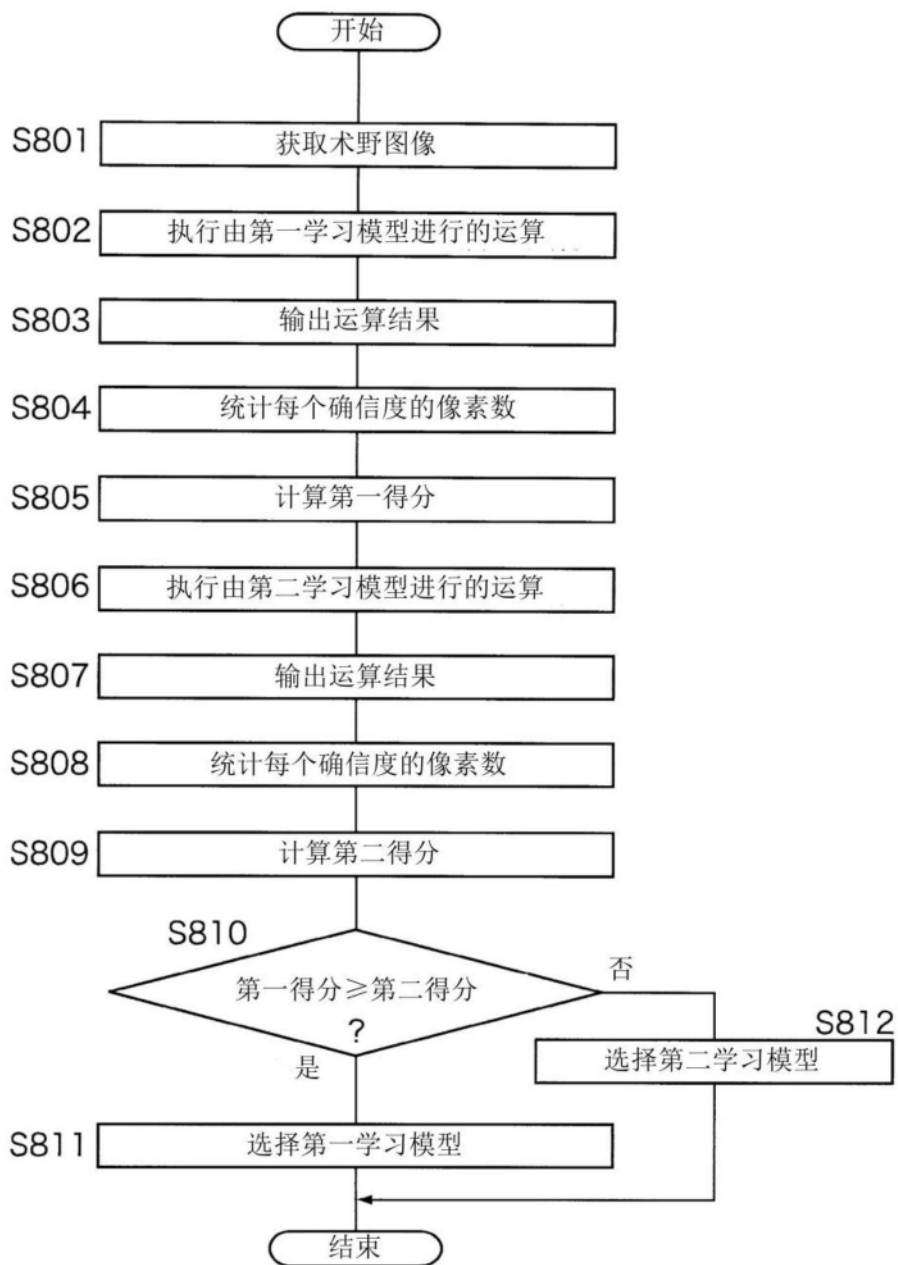 开始
S801
获取术野图像
S802
执行由第一学习模型进行的运算
S803
输出运算结果
S804
统计每个确信度的像素数
S805
计算第一得分
S806
执行由第二学习模型进行的运算
S807
输出运算结果
S808
统计每个确信度的像素数
S809
计算第二得分
S810
第一得分≥第二得分
?
否
是
S812
选择第二学习模型
S811
选择第一学习模型
结束